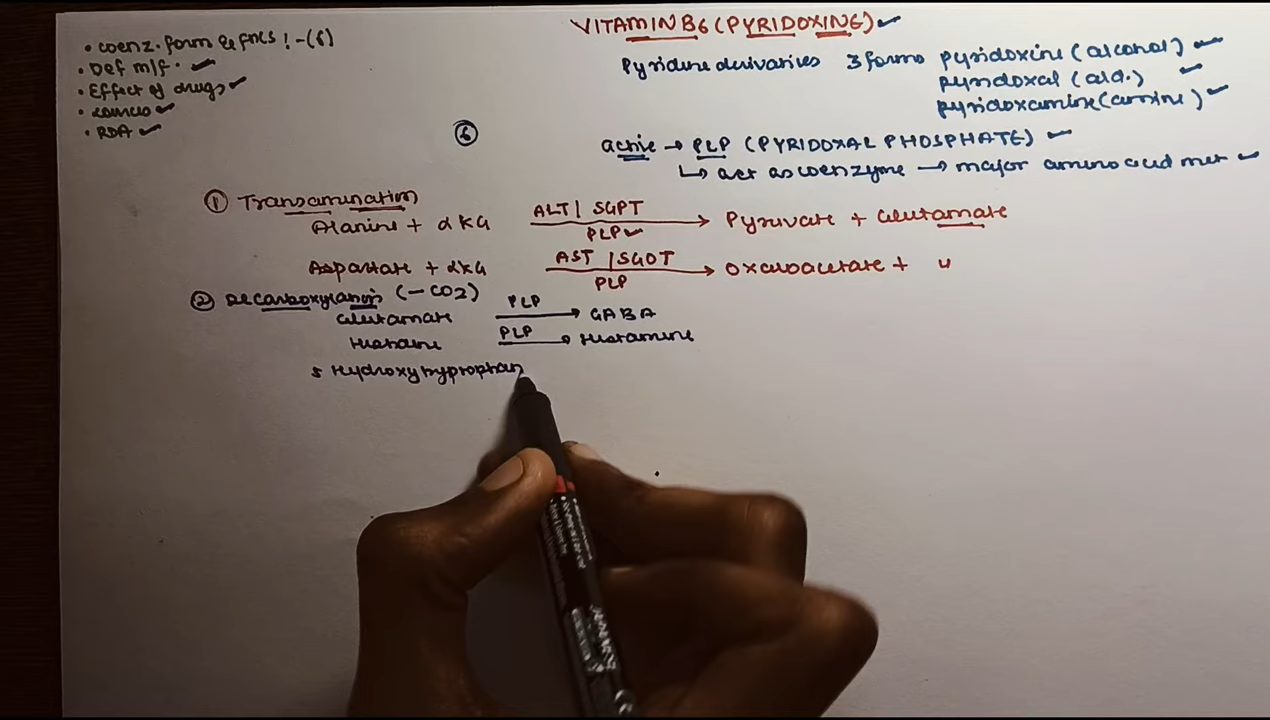 VITAMIN B6 (PYRIDOXINE) ✓
• coenz. form & fncs :- (6)
• Def m/f. ✓
• Effect of drugs ✓
• sources ✓
• RDA ✓
Pyridine derivatives 3 forms pyridoxine (alcohol) ✓
pyridoxal (ald.) ✓
pyridoxamine (amine) ✓
⑥
active → PLP (PYRIDOXAL PHOSPHATE) ✓
↳ act as coenzyme → major amino acid met ✓
① Transamination
Alanine + αKG ALT | SGPT PLP ✓ → Pyruvate + Glutamate
Aspartate + αKG AST | SGOT PLP → Oxaloacetate + "
② Decarboxylation (-CO2)
Glutamate PLP → GABA
Histidine PLP → Histamine
5 Hydroxytryptophan